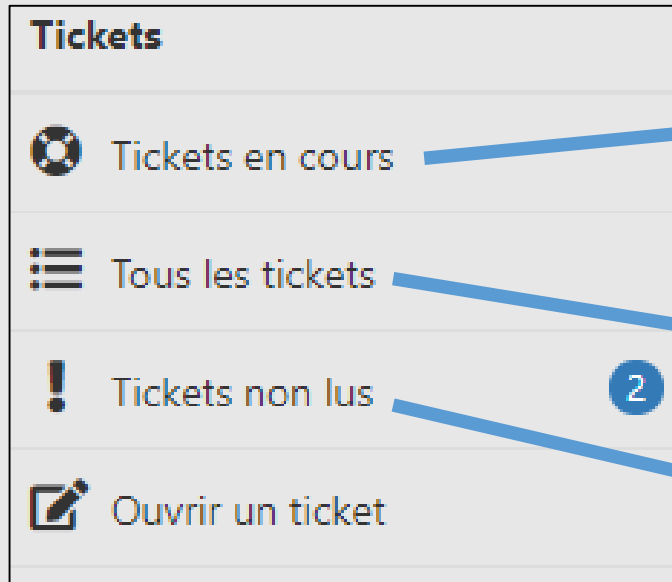 Tickets
Tickets en cours
Tous les tickets
Tickets non lus 2
Ouvrir un ticket